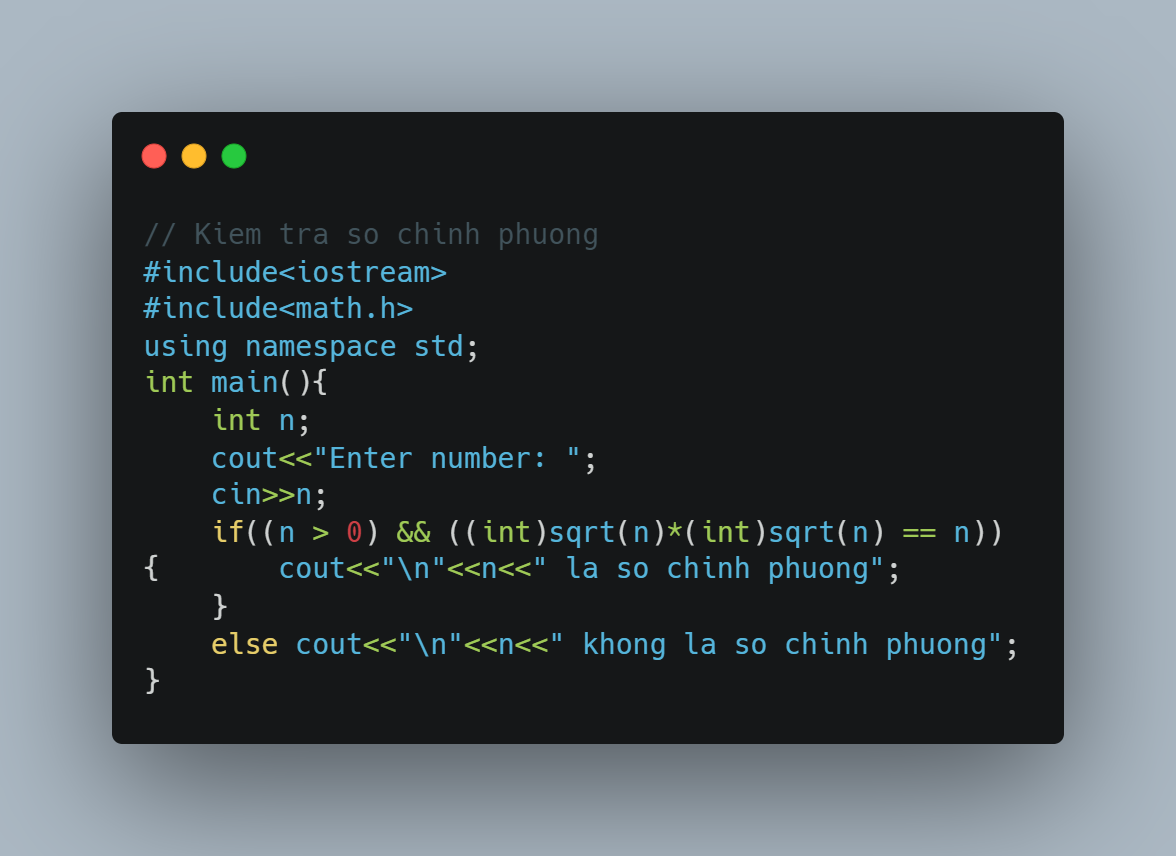 // Kiem tra so chinh phuong
#include<iostream>
#include<math.h>
using namespace std;
int main(){
    int n;
    cout<<"Enter number: ";
    cin>>n;
    if((n > 0) && ((int)sqrt(n)*(int)sqrt(n) == n))
{       cout<<"\n"<<n<<" la so chinh phuong";
    }
    else cout<<"\n"<<n<<" khong la so chinh phuong";
}